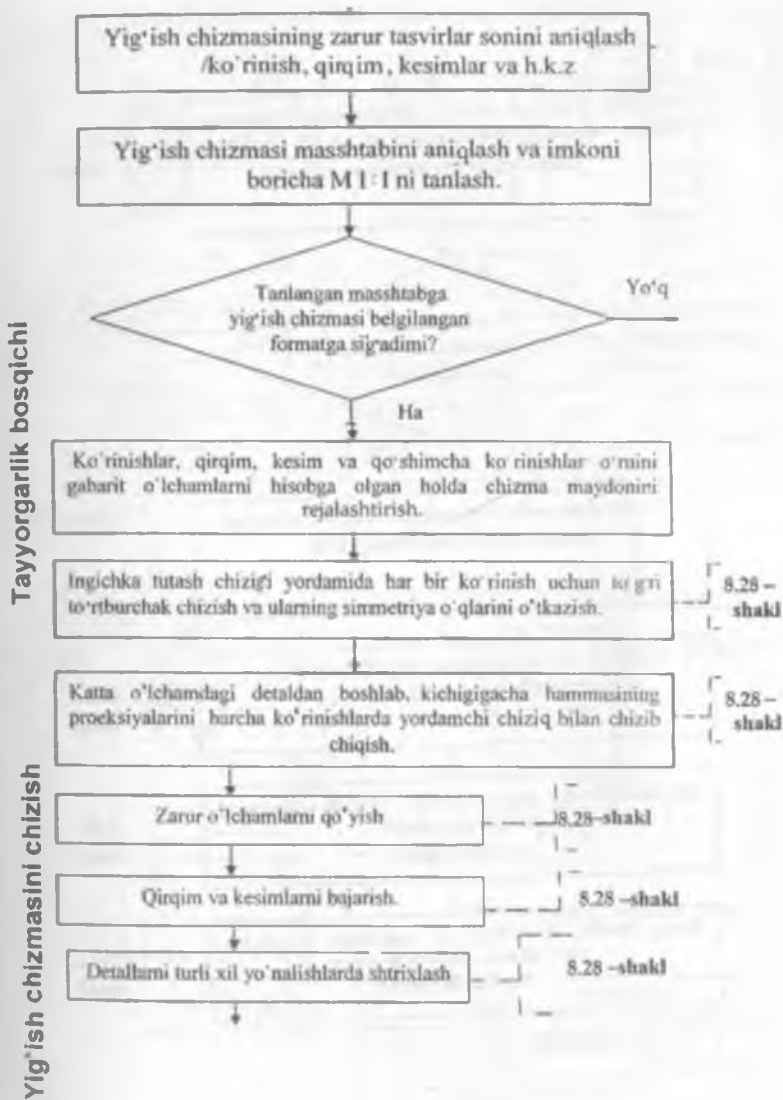 Yig‘ish chizmasining zarur tasvirlar sonini aniqlash
/ko`rinish, qirqim, kesimlar va h.k.z
Yig‘ish chizmasi masshtabini aniqlash va imkoni
boricha M 1:1 ni tanlash.
Tanlangan masshtabga
yig‘ish chizmasi belgilangan
formatga sig‘adimi?
Yo‘q
Ha
Tayyorgarlik bosqichi
Ko`rinishlar, qirqim, kesim va qo`shimcha ko`rinishlar o‘rnini
gabarit o`lchamlarni hisobga olgan holda chizma maydonini
rejalashtirish.
Ingichka tutash chizig‘i yordamida har bir ko`rinish uchun to`g`ri
to‘rtburchak chizish va ularning simmetriya o`qlarini o‘tkazish.
8.28 –
shakl
Katta o‘lchamdagi detaldan boshlab, kichigigacha hammasining
proeksiyalarini barcha ko‘rinishlarda yordamchi chiziq bilan chizib
chiqish.
8.28 –
shakl
Yig‘ish chizmasini chizish
Zarur o`lchamlarni qo‘yish
8.28–shakl
Qirqim va kesimlarni bajarish.
8.28 –shakl
Detallarni turli xil yo`nalishlarda shtrixlash
8.28 –shakl